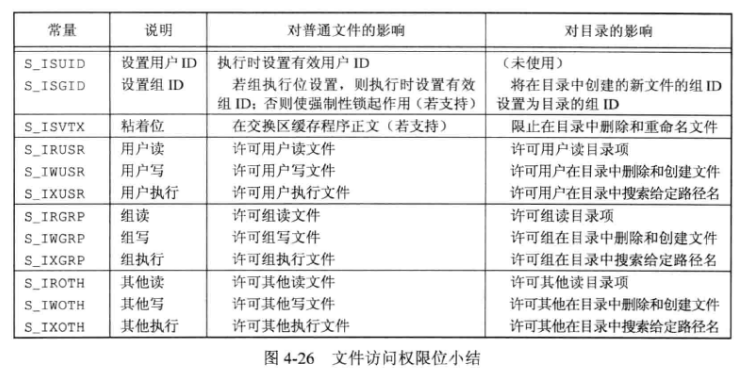 常量 说明 对普通文件的影响 对目录的影响
S_ISUID 设置用户ID 执行时设置有效用户ID （未使用）
S_ISGID 设置组ID 若组执行位设置，则执行时设置有效 将在目录中创建的新文件的组ID
组ID；否则使强制性锁起作用（若支持） 设置为目录的组ID
S_ISVTX 粘着位 在交换区缓存程序正文（若支持） 限止在目录中删除和重命名文件
S_IRUSR 用户读 许可用户读文件 许可用户读目录项
S_IWUSR 用户写 许可用户写文件 许可用户在目录中删除和创建文件
S_IXUSR 用户执行 许可用户执行文件 许可用户在目录中搜索给定路径名
S_IRGRP 组读 许可组读文件 许可组读目录项
S_IWGRP 组写 许可组写文件 许可组在目录中删除和创建文件
S_IXGRP 组执行 许可组执行文件 许可组在目录中搜索给定路径名
S_IROTH 其他读 许可其他读文件 许可其他读目录项
S_IWOTH 其他写 许可其他写文件 许可其他在目录中删除和创建文件
S_IXOTH 其他执行 许可其他执行文件 许可其他在目录中搜索给定路径名
图 4-26 文件访问权限位小结